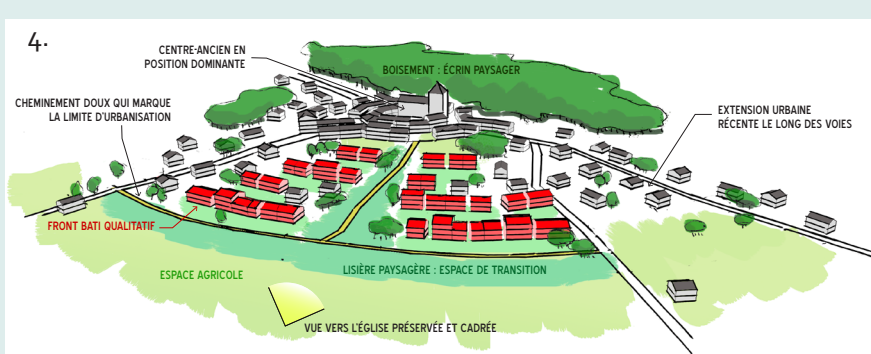 4.
CENTRE-ANCIEN EN
POSITION DOMINANTE
BOISEMENT : ÉCRIN PAYSAGER
CHEMINEMENT DOUX QUI MARQUE
LA LIMITE D'URBANISATION
EXTENSION URBAINE
RÉCENTE LE LONG DES VOIES
FRONT BATI QUALITATIF
ESPACE AGRICOLE
LISIÈRE PAYSAGÈRE : ESPACE DE TRANSITION
VUE VERS L'ÉGLISE PRÉSERVÉE ET CADRÉE